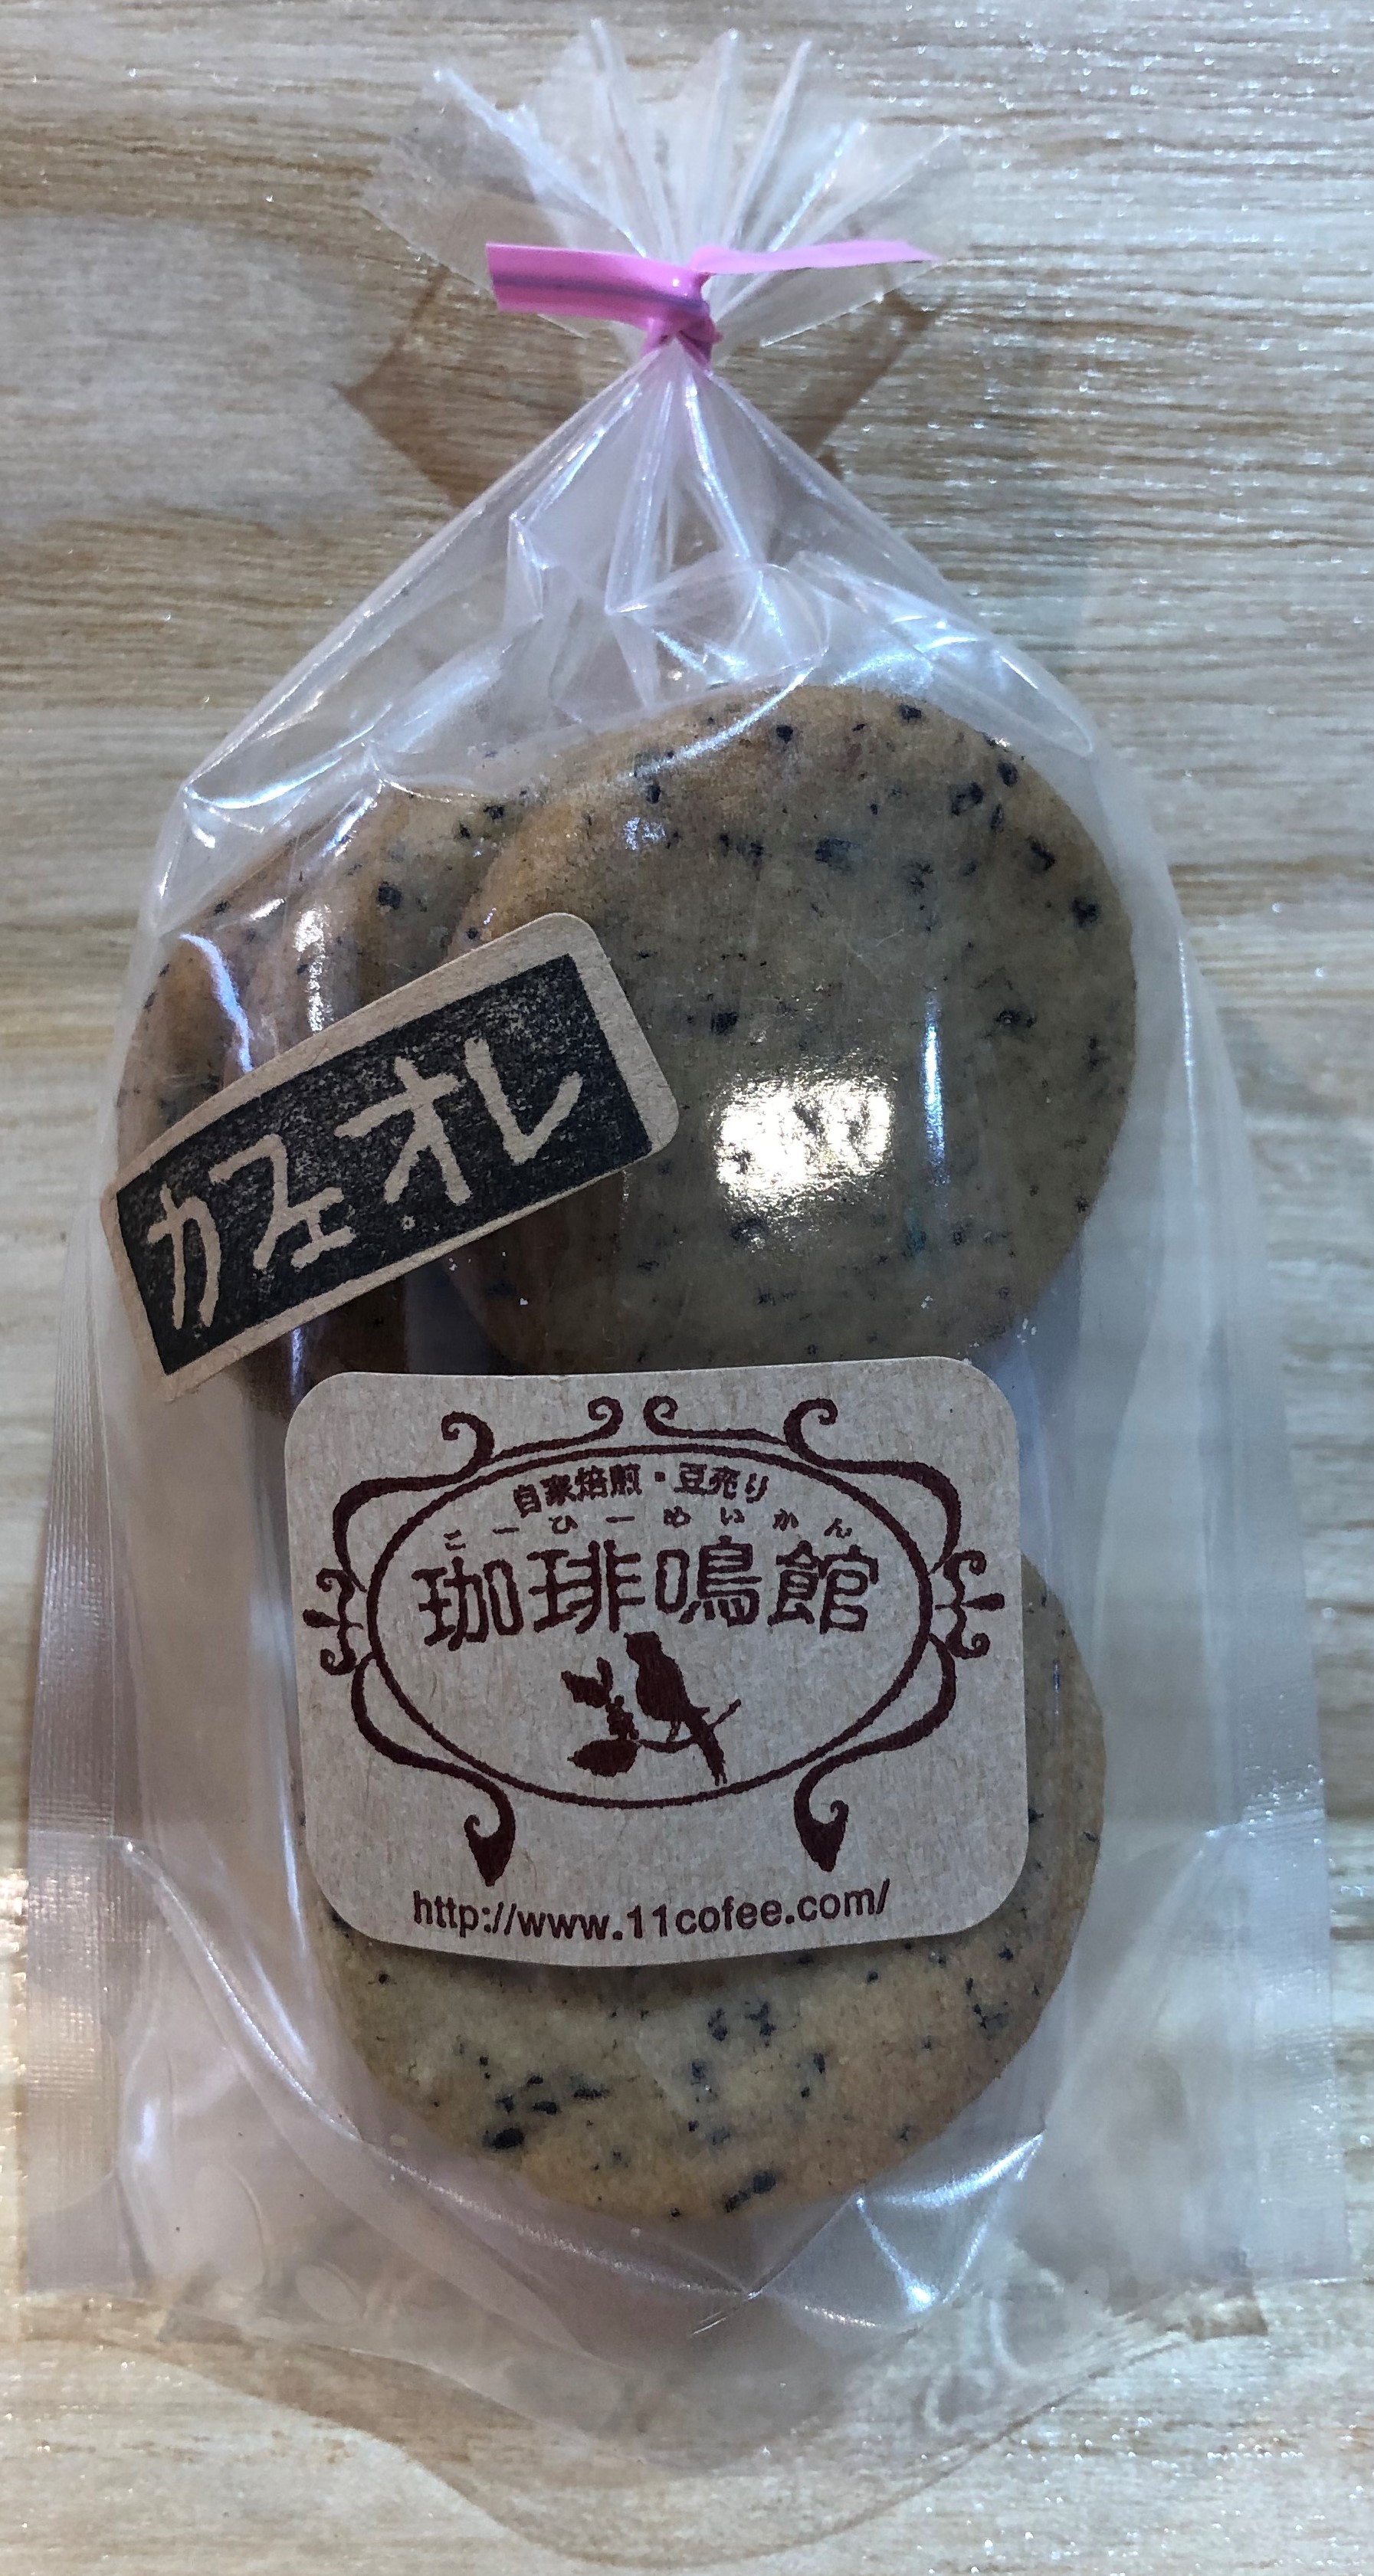 カフェオレ
自家焙煎・豆売り
こーひーめいかん
珈琲鳴館
http://www.11cofee.com/